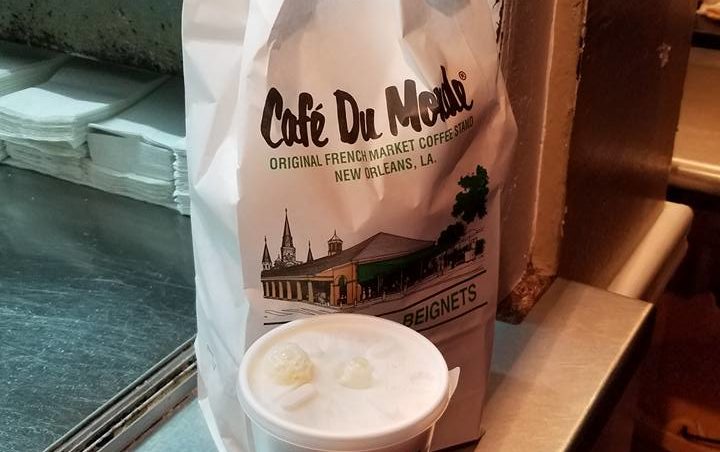 Café Du Monde®
ORIGINAL FRENCH MARKET COFFEE STAND
NEW ORLEANS, LA.
BEIGNETS